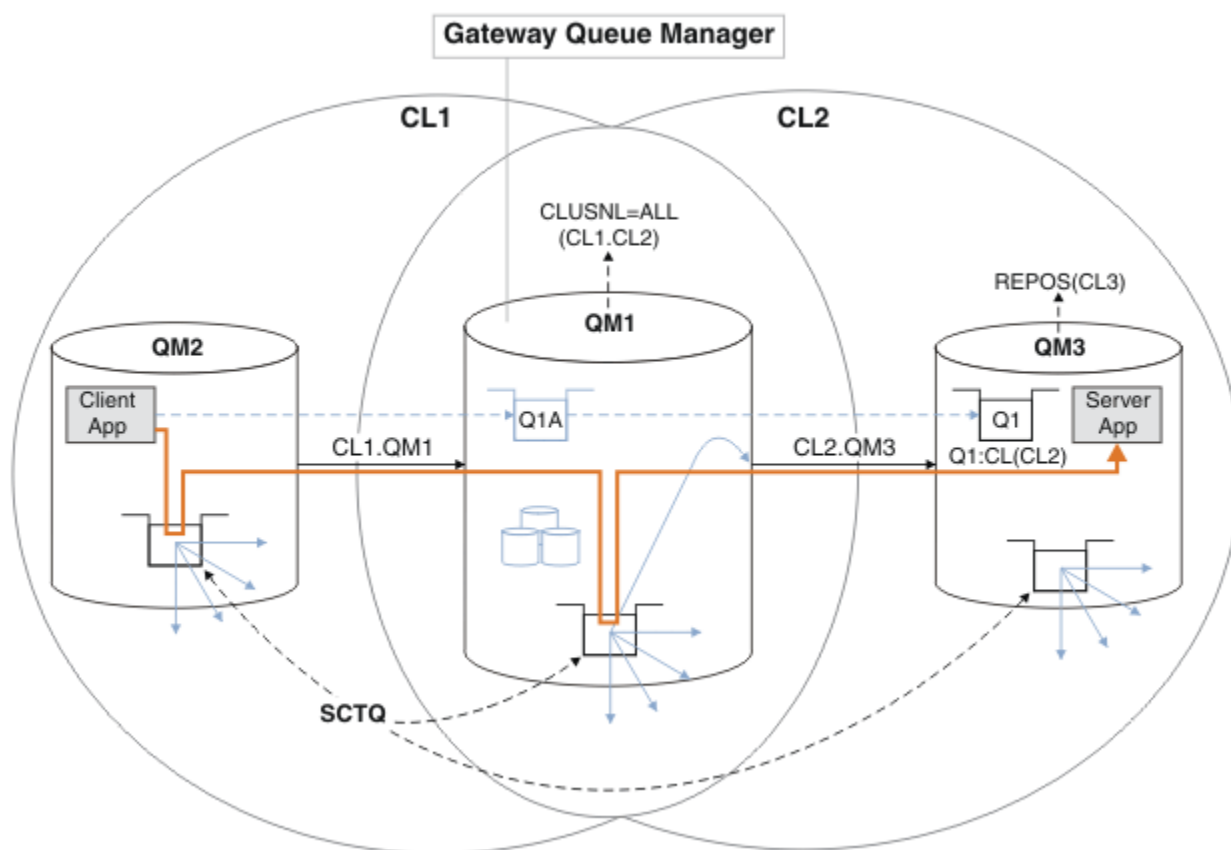 Gateway Queue Manager
CL1
CL2
CLUSNL=ALL
(CL1.CL2)
REPOS(CL3)
QM2
QM1
QM3
Client
App
Q1A
Q1
Server
App
CL1.QM1
CL2.QM3
Q1:CL(CL2)
SCTQ